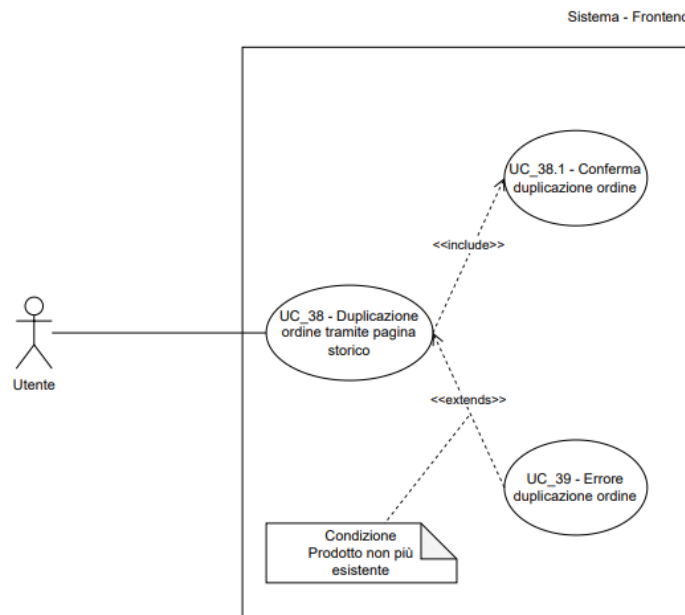 Sistema - Frontend
UC_38.1 - Conferma
duplicazione ordine
<<include>>
UC_38 - Duplicazione
ordine tramite pagina
storico
Utente
<<extends>>
UC_39 - Errore
duplicazione ordine
Condizione
Prodotto non più
esistente